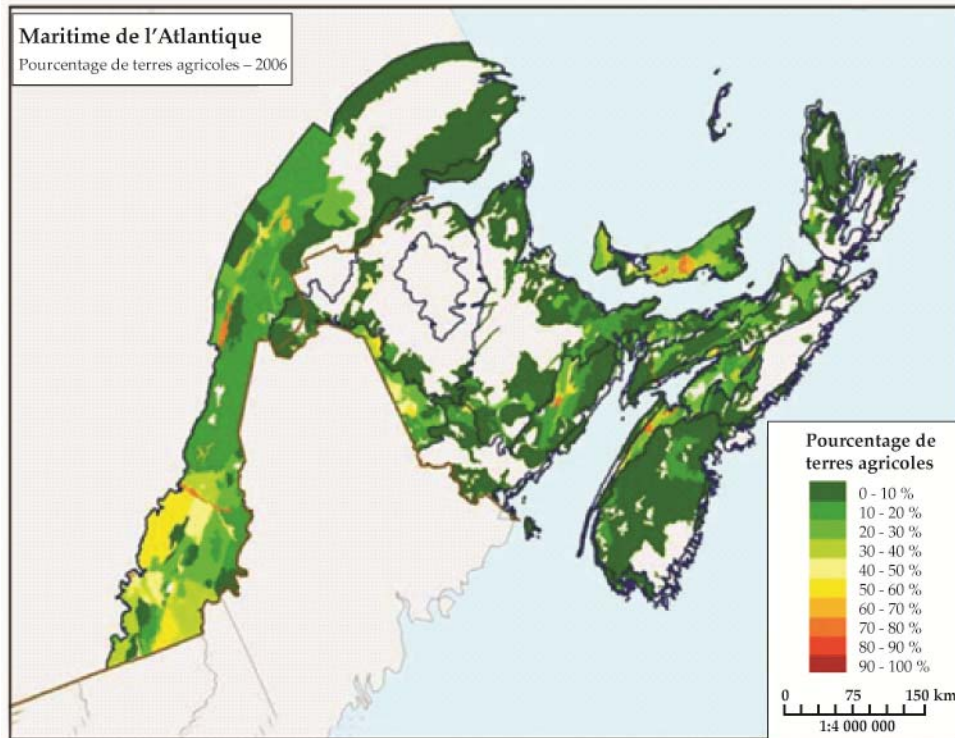 Maritime de l'Atlantique
Pourcentage de terres agricoles – 2006
Pourcentage de
terres agricoles
0 - 10 %
10 - 20 %
20 - 30 %
30 - 40 %
40 - 50 %
50 - 60 %
60 - 70 %
70 - 80 %
80 - 90 %
90 - 100 %
0 75 150 km
1:4 000 000